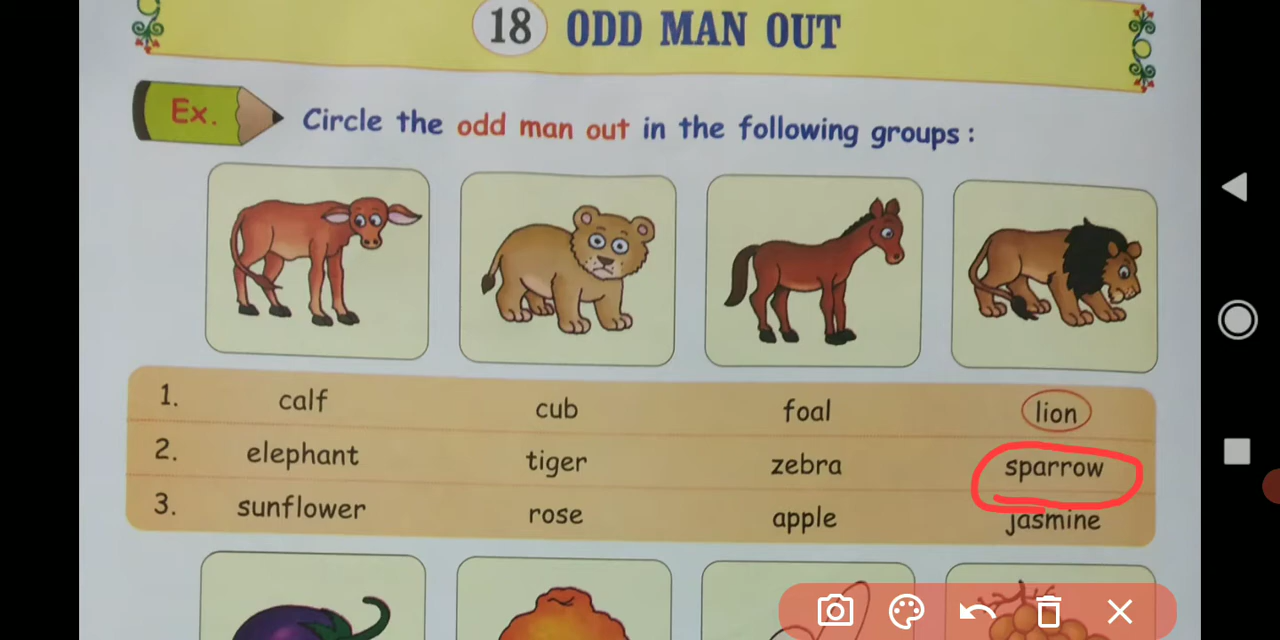 18 ODD MAN OUT
Ex. Circle the odd man out in the following groups :
1. calf cub foal lion
2. elephant tiger zebra sparrow
3. sunflower rose apple jasmine